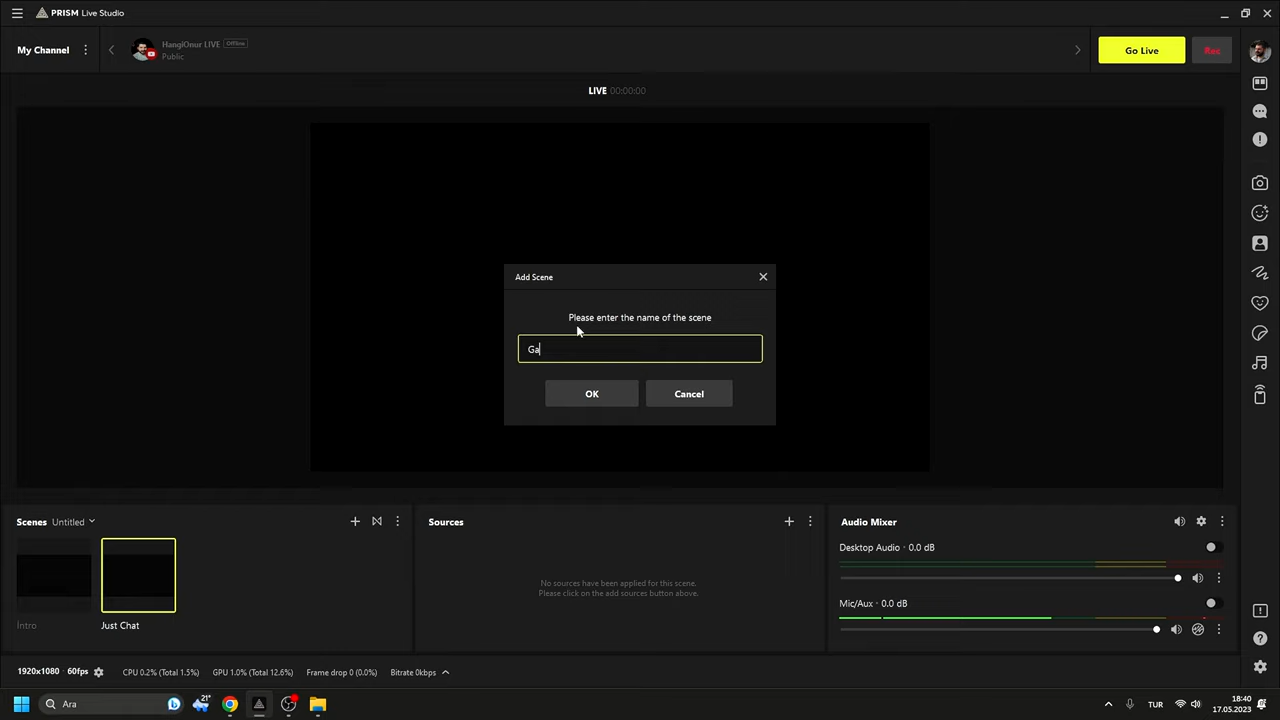 PRISM Live Studio
My Channel
HangiOnur LIVE Offline
Public
Go Live
Rec
LIVE 00:00:00
Add Scene
Please enter the name of the scene
Ga
OK
Cancel
Scenes Untitled
Sources
Audio Mixer
Desktop Audio · 0.0 dB
No sources have been applied for this scene.
Please click on the add sources button above.
Mic/Aux · 0.0 dB
Intro
Just Chat
1920x1080 · 60fps
CPU 0.2% (Total 1.5%)
GPU 1.0% (Total 12.6%)
Frame drop 0 (0.0%)
Bitrate 0kbps
Ara
21°
TUR
18:40
17.05.2023